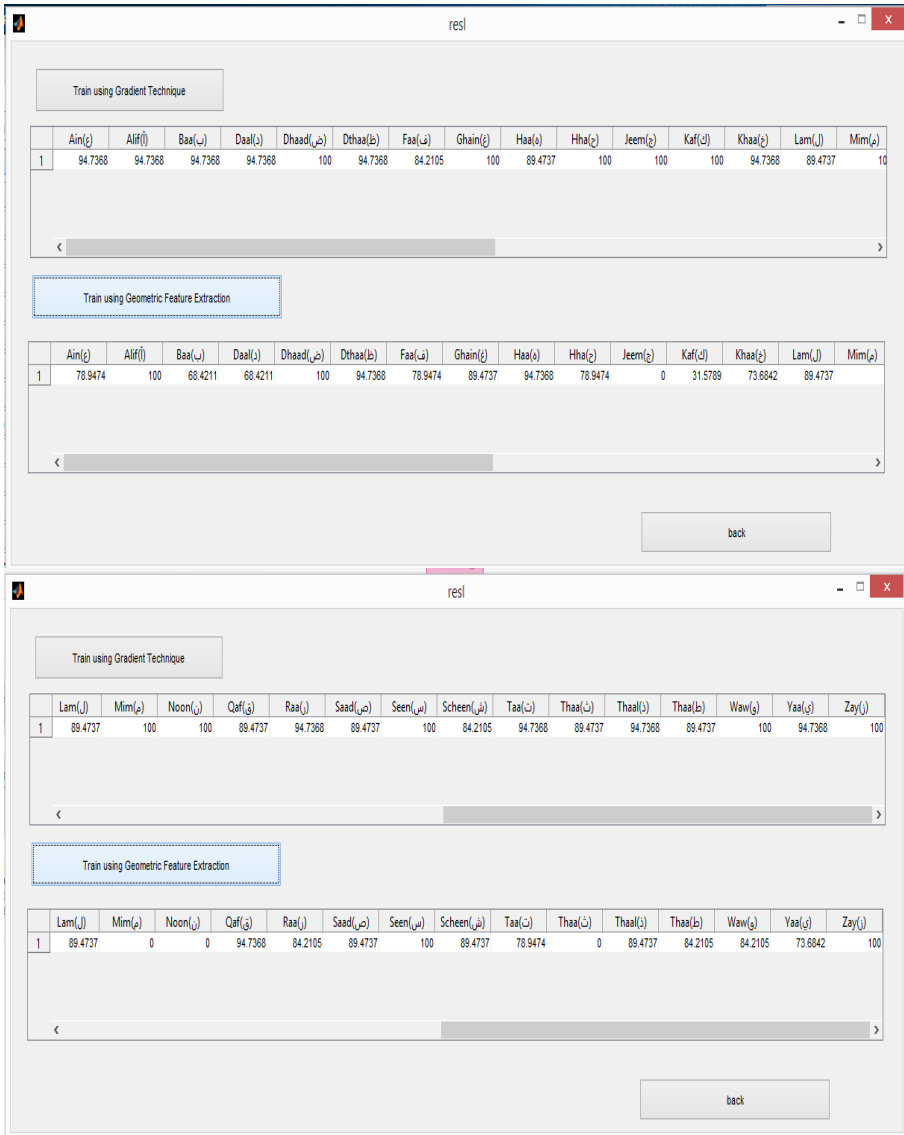 resl
Train using Gradient Technique
Ain(ع) Alif(أ) Baa(ب) Daal(د) Dhaad(ض) Dthaa(ظ) Faa(ف) Ghain(غ) Haa(ه) Hha(ح) Jeem(ج) Kaf(ك) Khaa(خ) Lam(ل) Mim(م)
1 94.7368 94.7368 94.7368 94.7368 100 94.7368 84.2105 100 89.4737 100 100 100 94.7368 89.4737 10
Train using Geometric Feature Extraction
Ain(ع) Alif(أ) Baa(ب) Daal(د) Dhaad(ض) Dthaa(ظ) Faa(ف) Ghain(غ) Haa(ه) Hha(ح) Jeem(ج) Kaf(ك) Khaa(خ) Lam(ل) Mim(م)
1 78.9474 100 68.4211 68.4211 100 94.7368 78.9474 89.4737 94.7368 78.9474 0 31.5789 73.6842 89.4737
back
resl
Train using Gradient Technique
Lam(ل) Mim(م) Noon(ن) Qaf(ق) Raa(ر) Saad(ص) Seen(س) Scheen(ش) Taa(ت) Thaa(ث) Thaal(ذ) Thaa(ط) Waw(و) Yaa(ي) Zay(ز)
1 89.4737 100 100 89.4737 94.7368 89.4737 100 84.2105 94.7368 89.4737 94.7368 89.4737 100 94.7368 100
Train using Geometric Feature Extraction
Lam(ل) Mim(م) Noon(ن) Qaf(ق) Raa(ر) Saad(ص) Seen(س) Scheen(ش) Taa(ت) Thaa(ث) Thaal(ذ) Thaa(ط) Waw(و) Yaa(ي) Zay(ز)
1 89.4737 0 0 94.7368 84.2105 89.4737 100 89.4737 78.9474 0 89.4737 84.2105 84.2105 73.6842 100
back